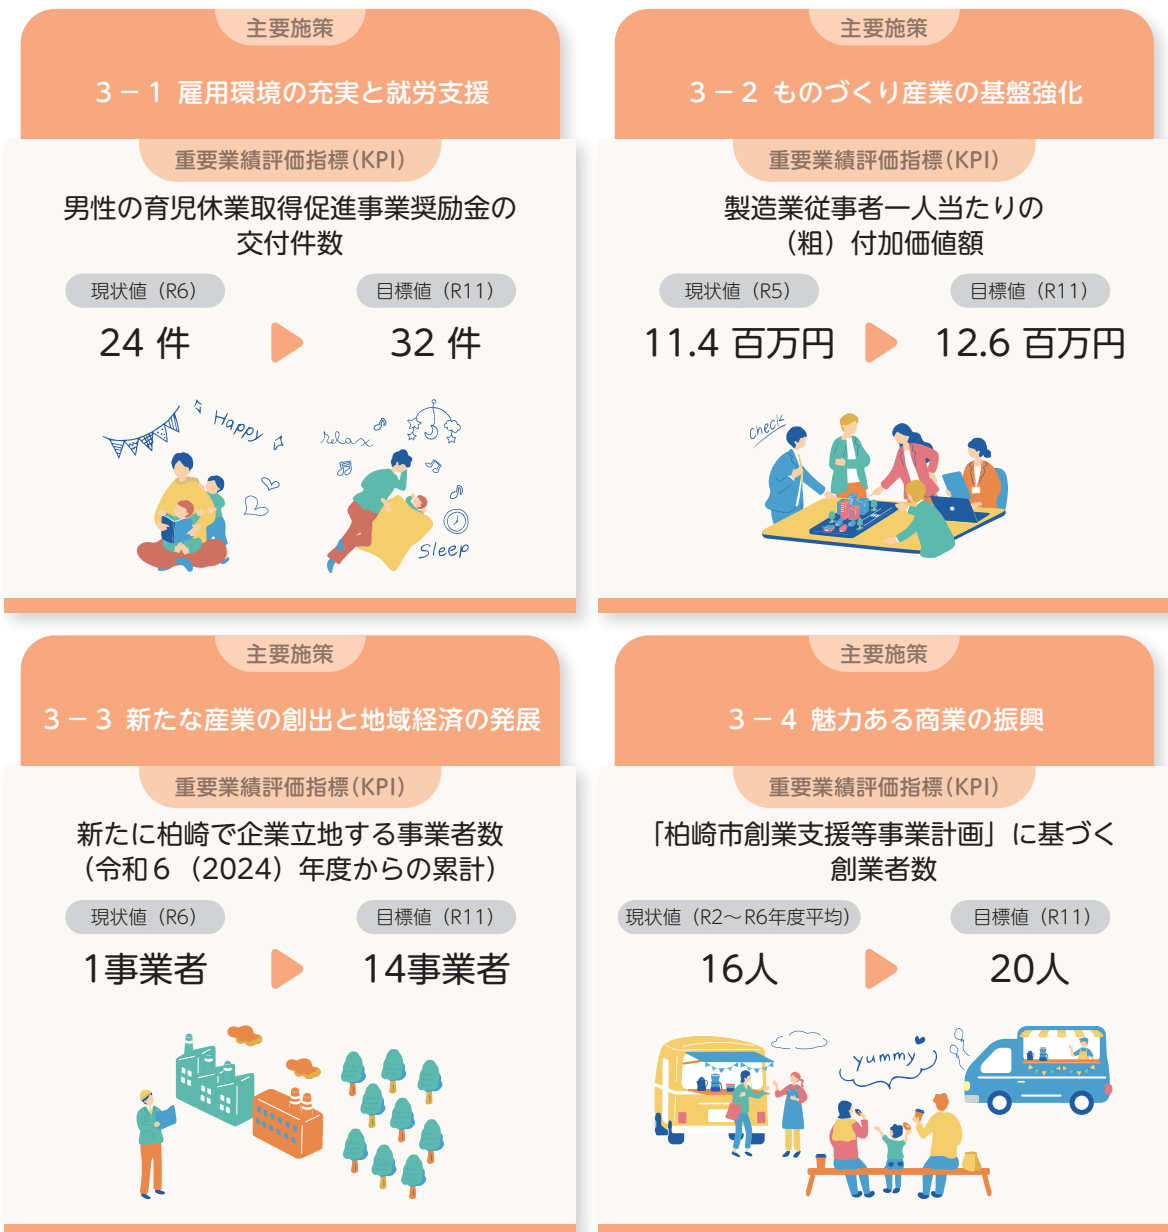 主要施策
3－1 雇用環境の充実と就労支援
重要業績評価指標(KPI)
男性の育児休業取得促進事業奨励金の
交付件数
現状値（R6）
目標値（R11）
24 件
32 件
Happy
relax
Sleep
主要施策
3－2 ものづくり産業の基盤強化
重要業績評価指標(KPI)
製造業従事者一人当たりの
（粗）付加価値額
現状値（R5）
目標値（R11）
11.4 百万円
12.6 百万円
check
主要施策
3－3 新たな産業の創出と地域経済の発展
重要業績評価指標(KPI)
新たに柏崎で企業立地する事業者数
（令和６（2024）年度からの累計）
現状値（R6）
目標値（R11）
1事業者
14事業者
主要施策
3－4 魅力ある商業の振興
重要業績評価指標(KPI)
「柏崎市創業支援等事業計画」に基づく
創業者数
現状値（R2～R6年度平均）
目標値（R11）
16人
20人
yummy